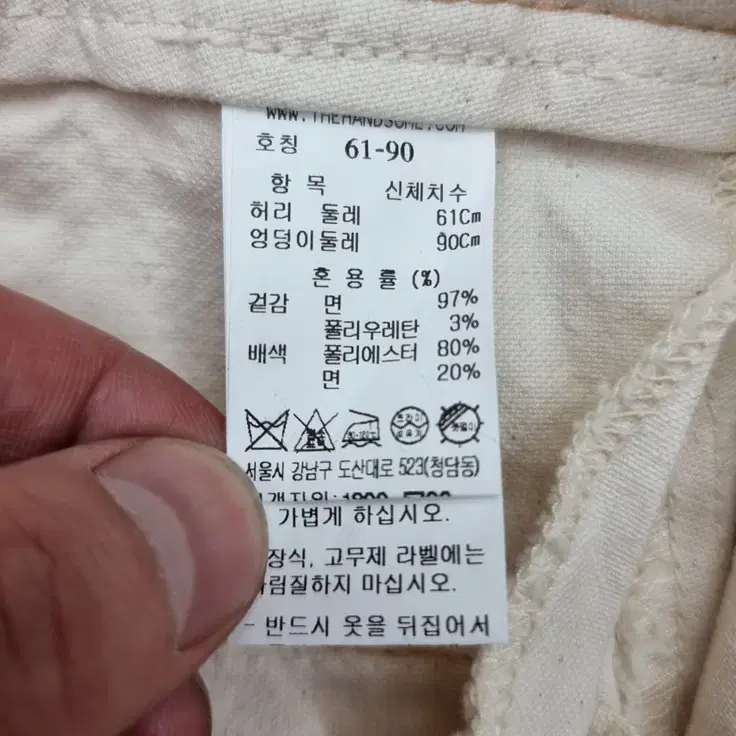 WWW.THEHANDSOME.COM
호칭 61-90
항 목 신체치수
허리 둘레 61Cm
엉덩이둘레 90Cm
혼 용 률 (%)
겉감 면 97%
폴리우레탄 3%
배색 폴리에스터 80%
면 20%
드라이
서울시 강남구 도산대로 523(청담동)
가볍게 하십시오.
장식, 고무제 라벨에는
다림질하지 마십시오.
- 반드시 옷을 뒤집어서